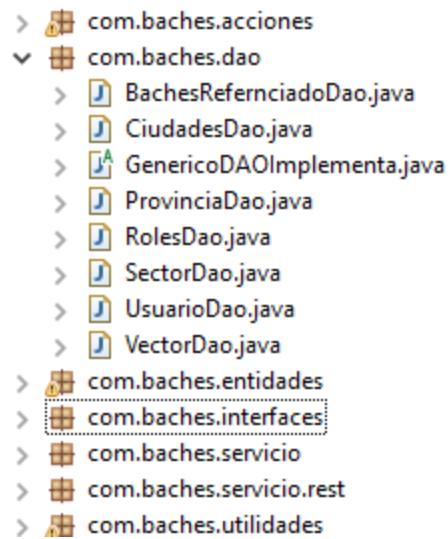 com.baches.acciones
com.baches.dao
BachesRefernciadoDao.java
CiudadesDao.java
GenericoDAOImplementa.java
ProvinciaDao.java
RolesDao.java
SectorDao.java
UsuarioDao.java
VectorDao.java
com.baches.entidades
com.baches.interfaces
com.baches.servicio
com.baches.servicio.rest
com.baches.utilidades